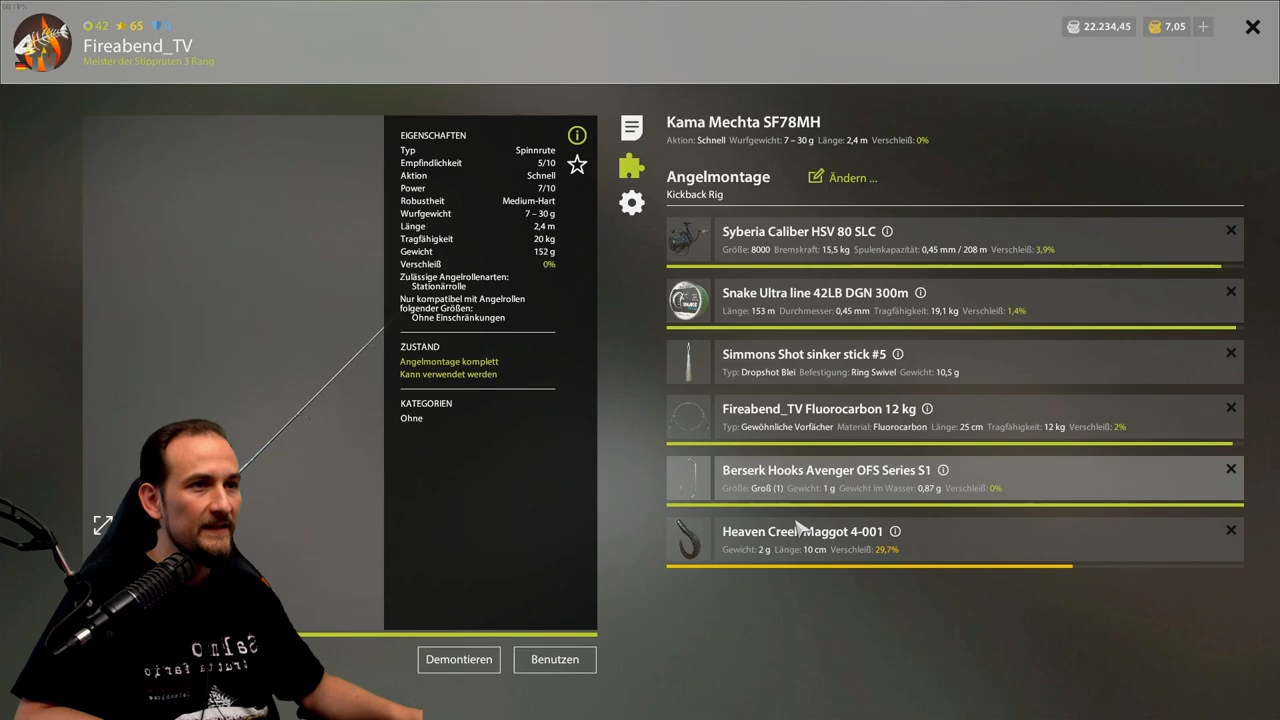 60 FPS
42 65 0
Fireabend_TV
Meister der Stippruten 3 Rang
22.234,45 7,05 +
EIGENSCHAFTEN
Typ Spinnrute
Empfindlichkeit 5/10
Aktion Schnell
Power 7/10
Robustheit Medium-Hart
Wurfgewicht 7 – 30 g
Länge 2,4 m
Tragfähigkeit 20 kg
Gewicht 152 g
Verschleiß 0%
Zulässige Angelrollenarten:
Stationärrolle
Nur kompatibel mit Angelrollen
folgender Größen:
Ohne Einschränkungen
ZUSTAND
Angelmontage komplett
Kann verwendet werden
KATEGORIEN
Ohne
Demontieren Benutzen
Kama Mechta SF78MH
Aktion: Schnell Wurfgewicht: 7 – 30 g Länge: 2,4 m Verschleiß: 0%
Angelmontage Ändern ...
Kickback Rig
Syberia Caliber HSV 80 SLC
Größe: 8000 Bremskraft: 15,5 kg Spulenkapazität: 0,45 mm / 208 m Verschleiß: 3,9%
Snake Ultra line 42LB DGN 300m
Länge: 153 m Durchmesser: 0,45 mm Tragfähigkeit: 19,1 kg Verschleiß: 1,4%
Simmons Shot sinker stick #5
Typ: Dropshot Blei Befestigung: Ring Swivel Gewicht: 10,5 g
Fireabend_TV Fluorocarbon 12 kg
Typ: Gewöhnliche Vorfächer Material: Fluorocarbon Länge: 25 cm Tragfähigkeit: 12 kg Verschleiß: 2%
Berserk Hooks Avenger OFS Series S1
Größe: Groß (1) Gewicht: 1 g Gewicht im Wasser: 0,87 g Verschleiß: 0%
Heaven Creek Maggot 4-001
Gewicht: 2 g Länge: 10 cm Verschleiß: 29,7%
Salmo
trutta fario